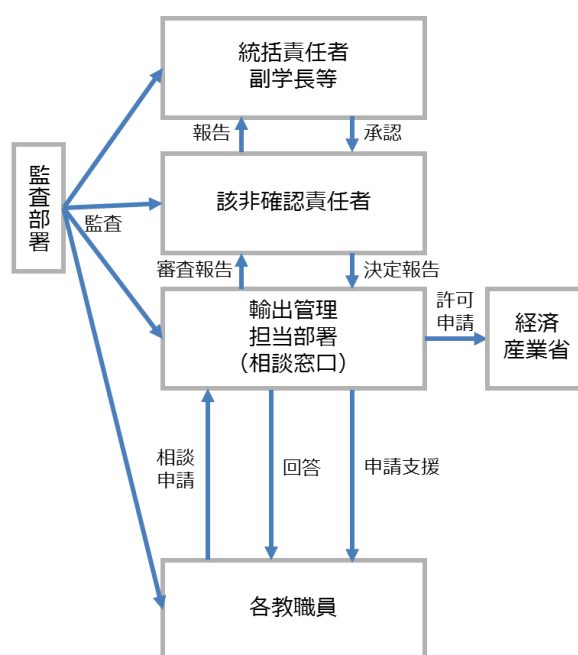 統括責任者
副学長等
報告
承認
監査部署
監査
該非確認責任者
審査報告
決定報告
輸出管理
担当部署
（相談窓口）
許可
申請
経済
産業省
相談
申請
回答
申請支援
各教職員